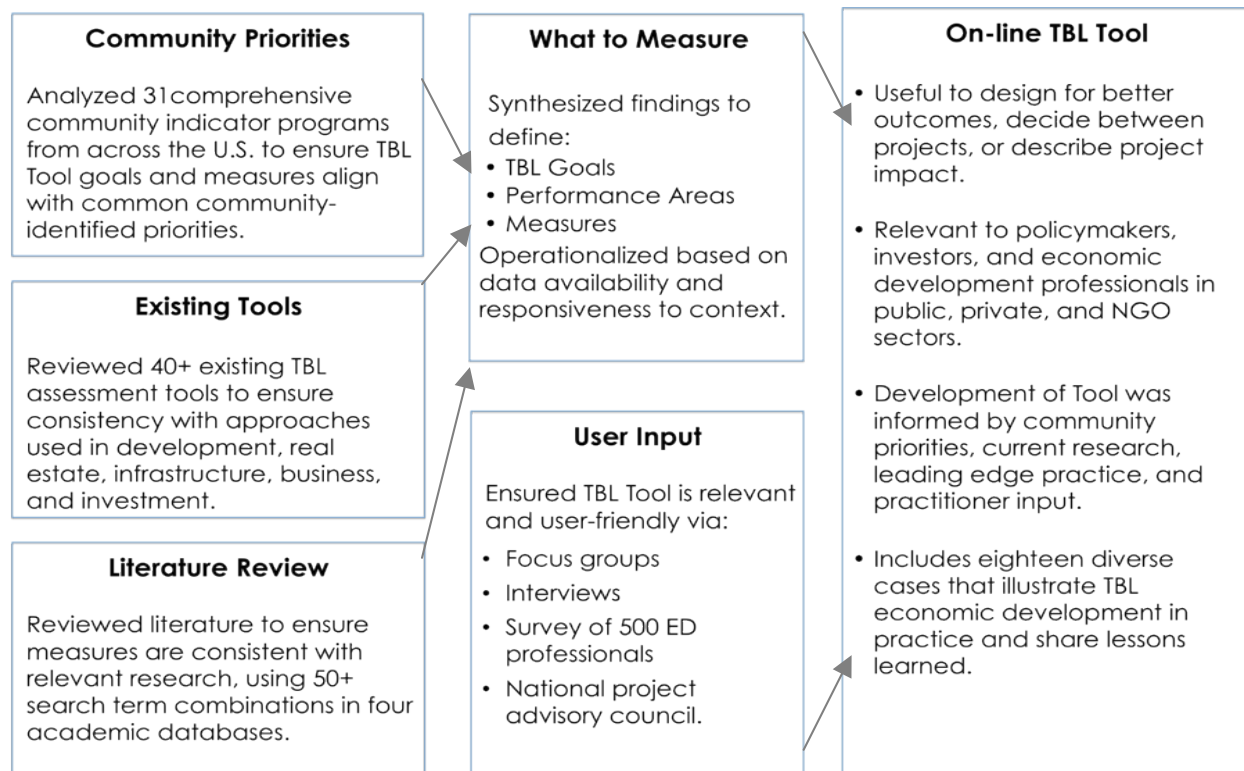 Community Priorities
Analyzed 31comprehensive
community indicator programs
from across the U.S. to ensure TBL
Tool goals and measures align
with common community-
identified priorities.
Existing Tools
Reviewed 40+ existing TBL
assessment tools to ensure
consistency with approaches
used in development, real
estate, infrastructure, business,
and investment.
Literature Review
Reviewed literature to ensure
measures are consistent with
relevant research, using 50+
search term combinations in four
academic databases.
What to Measure
Synthesized findings to
define:
• TBL Goals
• Performance Areas
• Measures
Operationalized based on
data availability and
responsiveness to context.
User Input
Ensured TBL Tool is relevant
and user-friendly via:
• Focus groups
• Interviews
• Survey of 500 ED
professionals
• National project
advisory council.
On-line TBL Tool
• Useful to design for better
outcomes, decide between
projects, or describe project
impact.
• Relevant to policymakers,
investors, and economic
development professionals in
public, private, and NGO
sectors.
• Development of Tool was
informed by community
priorities, current research,
leading edge practice, and
practitioner input.
• Includes eighteen diverse
cases that illustrate TBL
economic development in
practice and share lessons
learned.